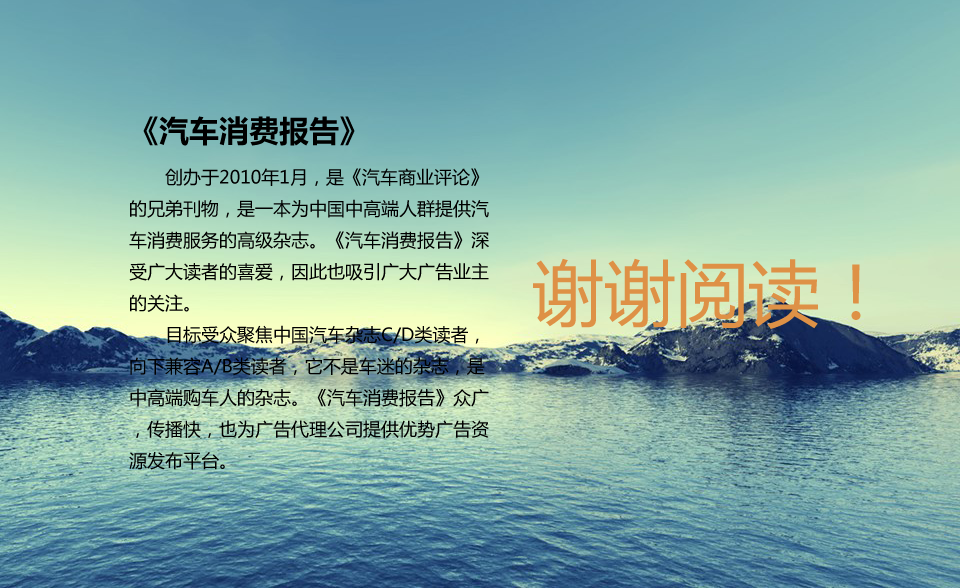 《汽车消费报告》
创办于2010年1月，是《汽车商业评论》
的兄弟刊物，是一本为中国中高端人群提供汽
车消费服务的高级杂志。《汽车消费报告》深
受广大读者的喜爱，因此也吸引广大广告业主
的关注。
目标受众聚焦中国汽车杂志C/D类读者，
向下兼容A/B类读者，它不是车迷的杂志，是
中高端购车人的杂志。《汽车消费报告》众广
，传播快，也为广告代理公司提供优势广告资
源发布平台。
谢谢阅读！